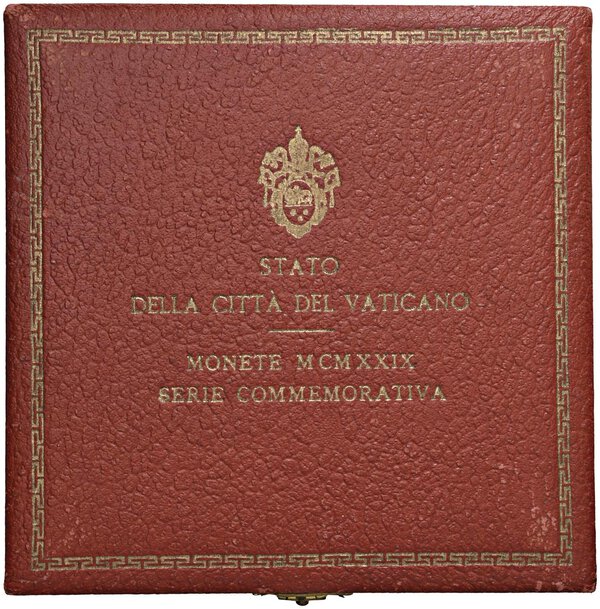 STATO
DELLA CITTÀ DEL VATICANO
MONETE MCMXXIX
SERIE COMMEMORATIVA